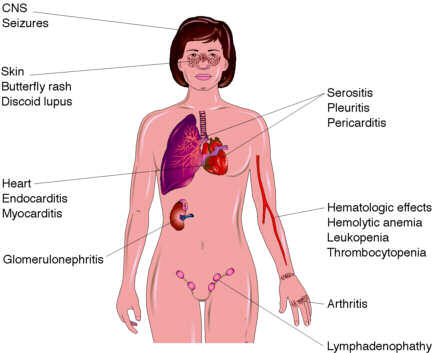 CNS
Seizures
Skin
Butterfly rash
Discoid lupus
Serositis
Pleuritis
Pericarditis
Heart
Endocarditis
Myocarditis
Hematologic effects
Hemolytic anemia
Leukopenia
Thrombocytopenia
Glomerulonephritis
Arthritis
Lymphadenophathy